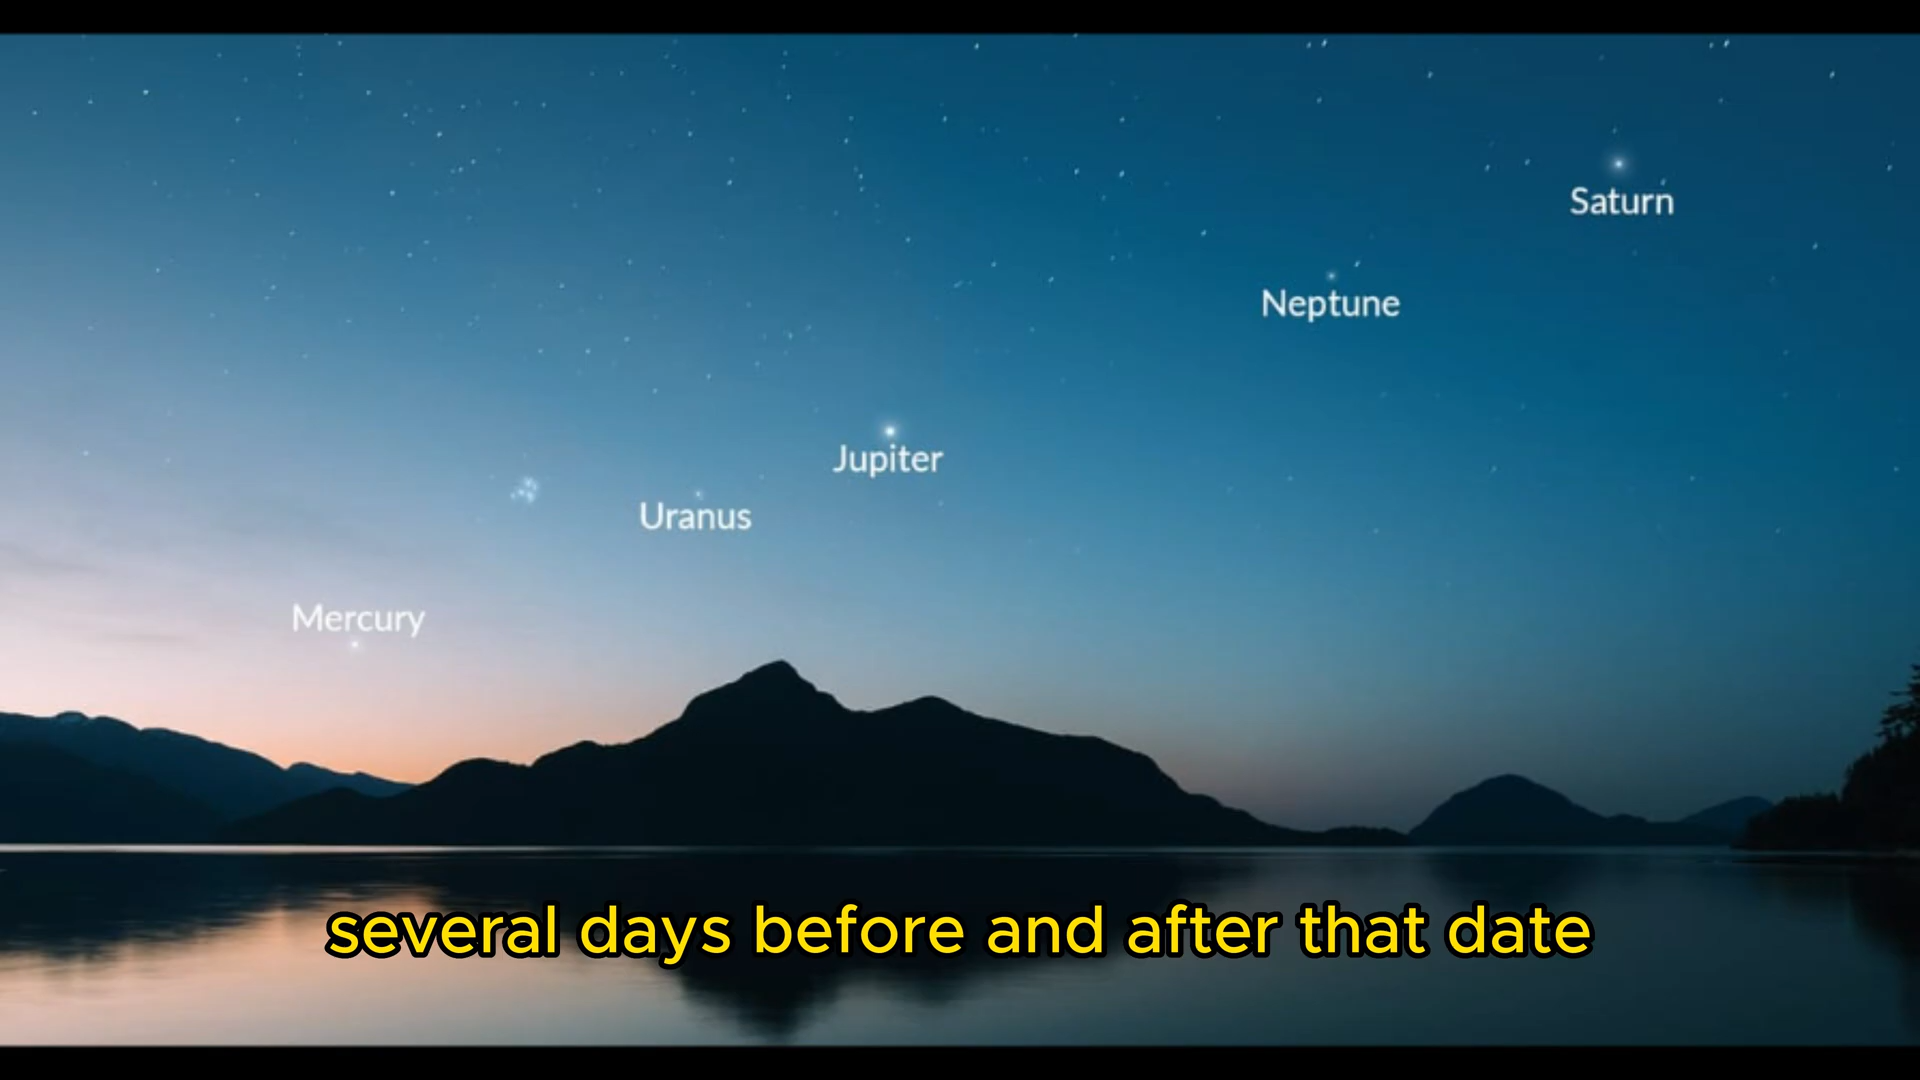 Saturn
Neptune
Jupiter
Uranus
Mercury
several days before and after that date